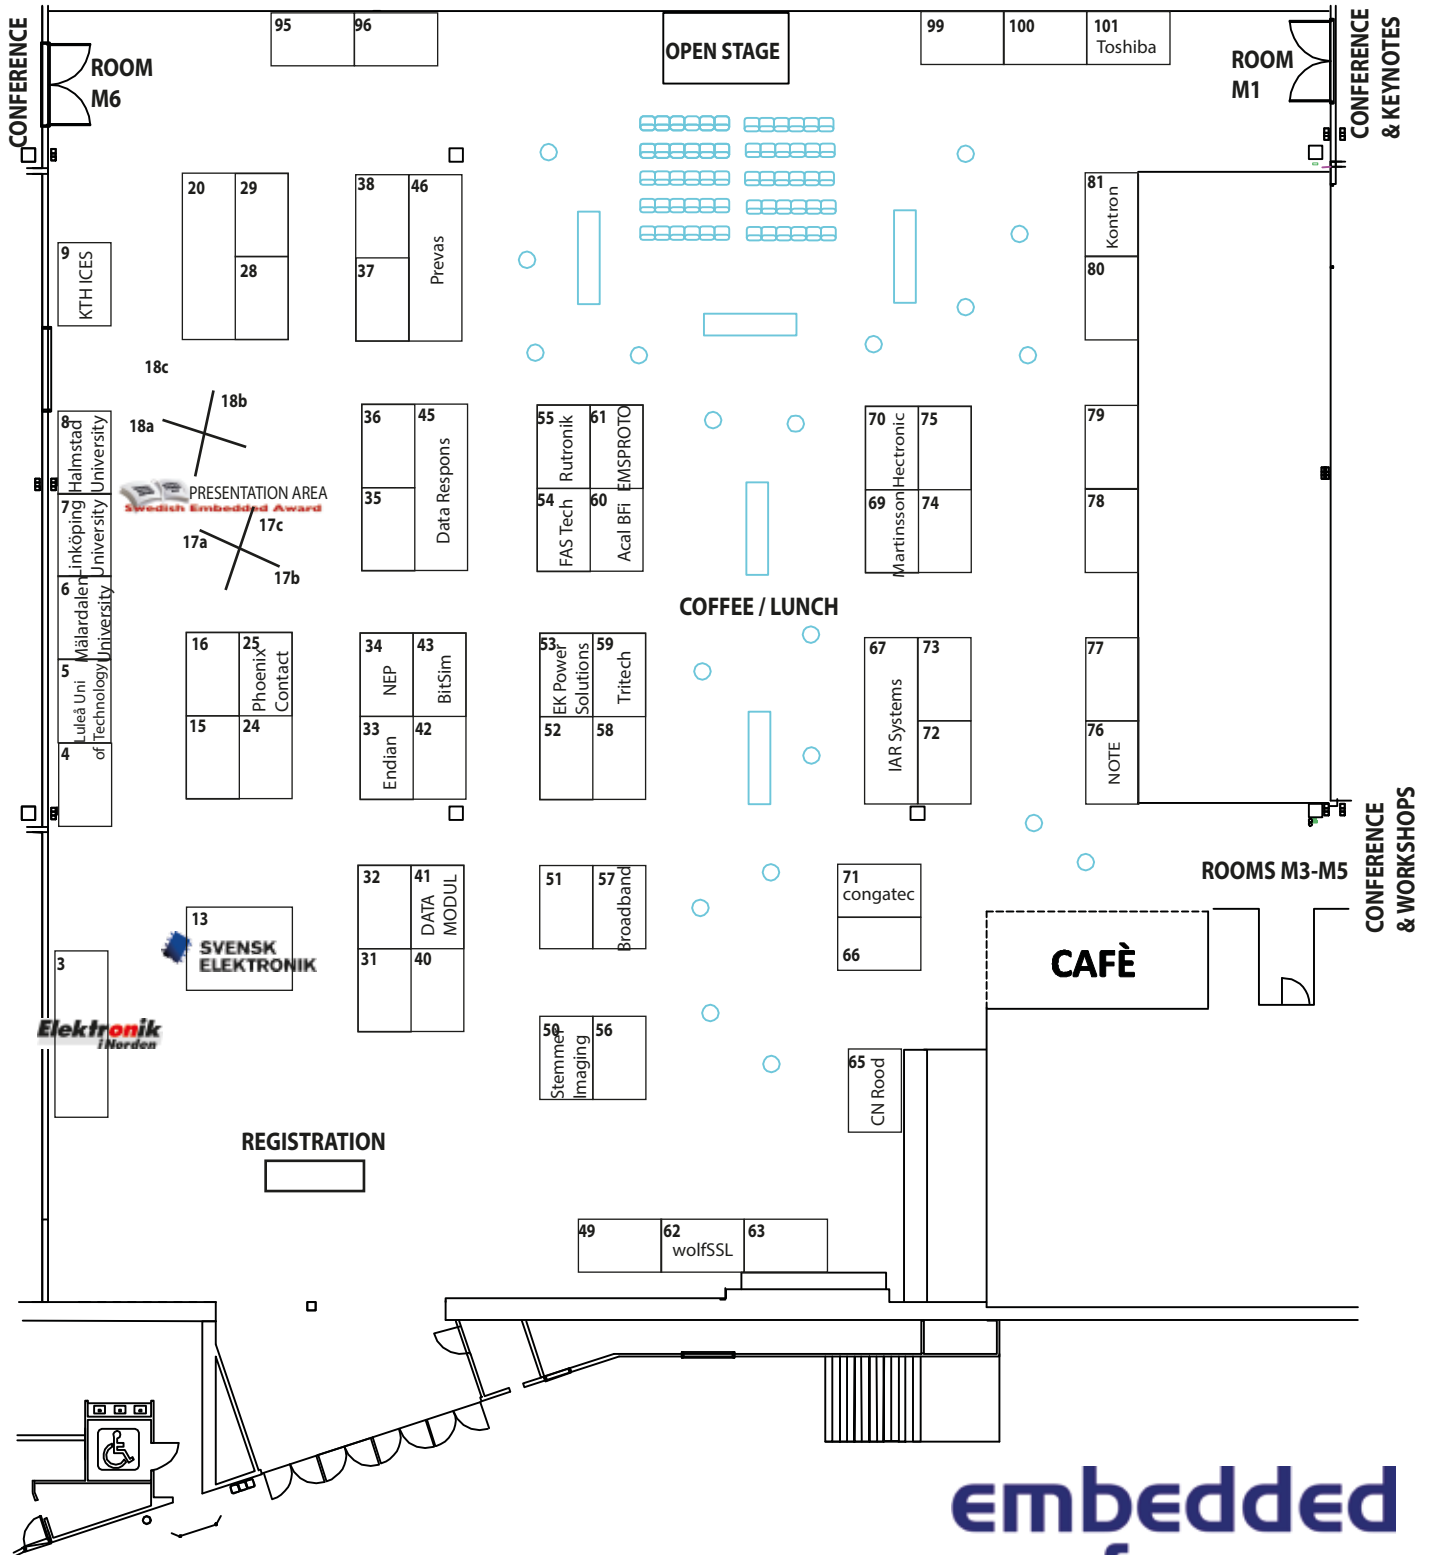 CONFERENCE
ROOM
M6
95
96
OPEN STAGE
99
100
101
Toshiba
ROOM
M1
CONFERENCE
& KEYNOTES
20
29
28
38
46
37
Prevas
81
Kontron
80
9
KTH ICES
18c
18b
18a
PRESENTATION AREA
Swedish Embedded Award
17c
17a
17b
8
Halmstad
University
7
Linköping
University
6
Mälardalen
University
5
Luleå Uni
of Technology
4
36
45
35
Data Respons
55
Rutronik
61
EMSPROTO
54
FAS Tech
60
Acal BFi
70
Hectronic
75
69
Martinsson
74
79
78
COFFEE / LUNCH
16
25
Phoenix
Contact
15
24
34
NEP
43
BitSim
33
Endian
42
53
EK Power
Solutions
59
Tritech
52
58
67
IAR Systems
73
72
77
76
NOTE
CONFERENCE
& WORKSHOPS
ROOMS M3-M5
13
SVENSK
ELEKTRONIK
3
Elektronik
i Norden
32
41
DATA
MODUL
31
40
51
57
Broadband
71
congatec
66
CAFÈ
50
Stemmer
Imaging
56
65
CN Rood
REGISTRATION
49
62
wolfSSL
63
embedded